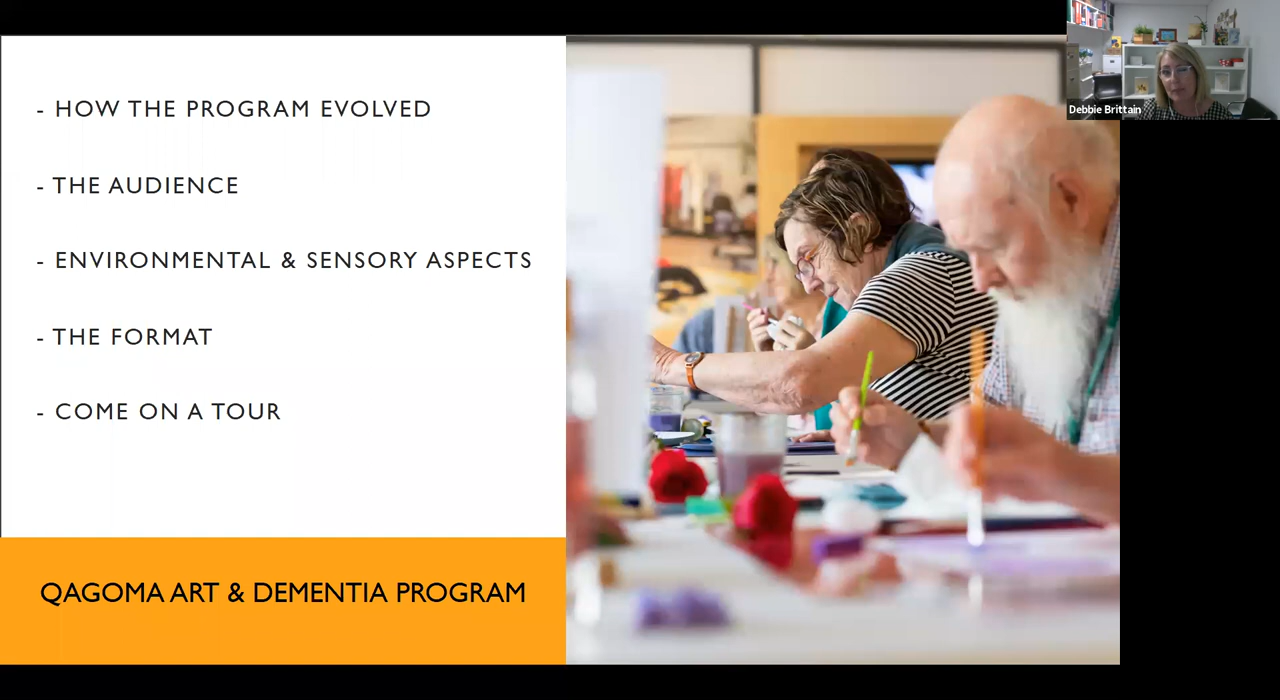 - HOW THE PROGRAM EVOLVED
- THE AUDIENCE
- ENVIRONMENTAL & SENSORY ASPECTS
- THE FORMAT
- COME ON A TOUR
QAGOMA ART & DEMENTIA PROGRAM
Debbie Brittain